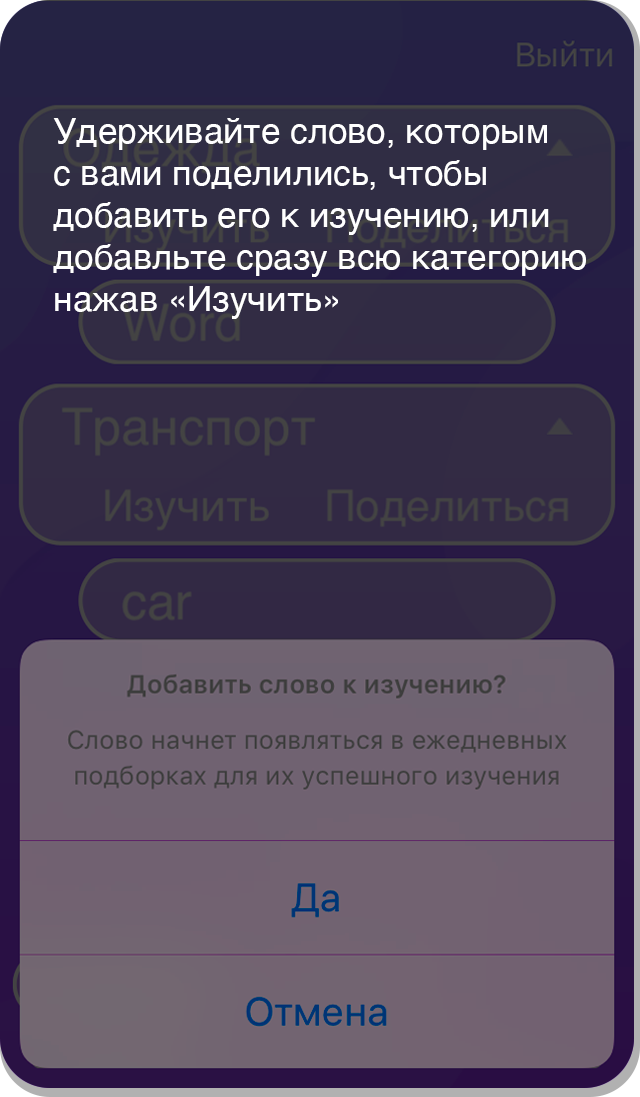 Выйти
Удерживайте слово, которым
Одежда
с вами поделились, чтобы
добавить его к изучению, или
Изучить Поделиться
добавльте сразу всю категорию
нажав «Изучить»
Word
Транспорт
Изучить Поделиться
car
Добавить слово к изучению?
Слово начнет появляться в ежедневных
подборках для их успешного изучения
Да
Отмена